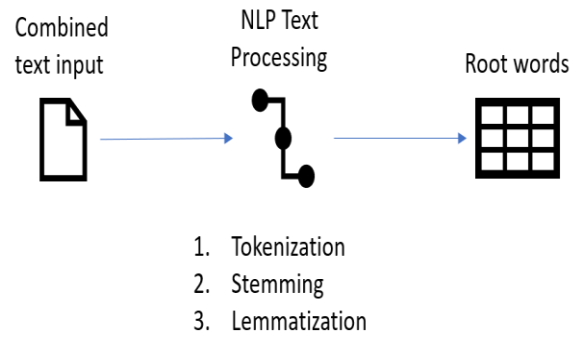 Combined
text input
NLP Text
Processing
Root words
1. Tokenization
2. Stemming
3. Lemmatization